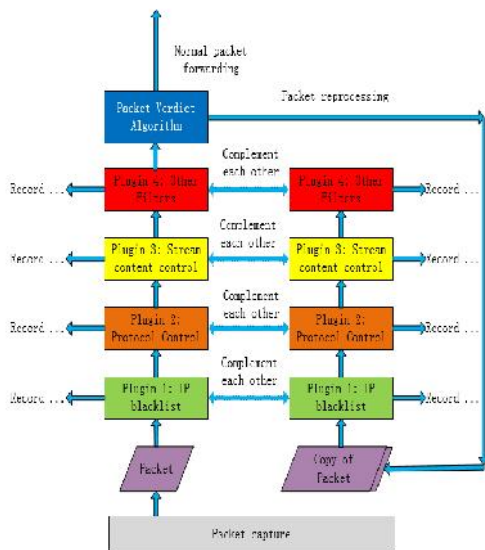 Normal packet
forwarding
Packet Verdict
Algorithm
Packet reprocessing
Complement
each other
Record ...
Plugin 4: Other
Filters
Plugin 4: Other
Filters
Record ...
Complement
each other
Record ...
Plugin 3: Stream
content control
Plugin 3: Stream
content control
Record ...
Complement
each other
Record ...
Plugin 2:
Protocol Control
Plugin 2:
Protocol Control
Record ...
Complement
each other
Record ...
Plugin 1: IP
blacklist
Plugin 1: IP
blacklist
Record ...
Packet
Copy of
Packet
Packet capture